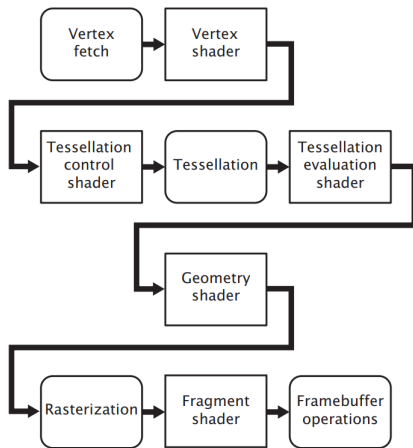 Vertex
fetch
Vertex
shader
Tessellation
control
shader
Tessellation
Tessellation
evaluation
shader
Geometry
shader
Rasterization
Fragment
shader
Framebuffer
operations